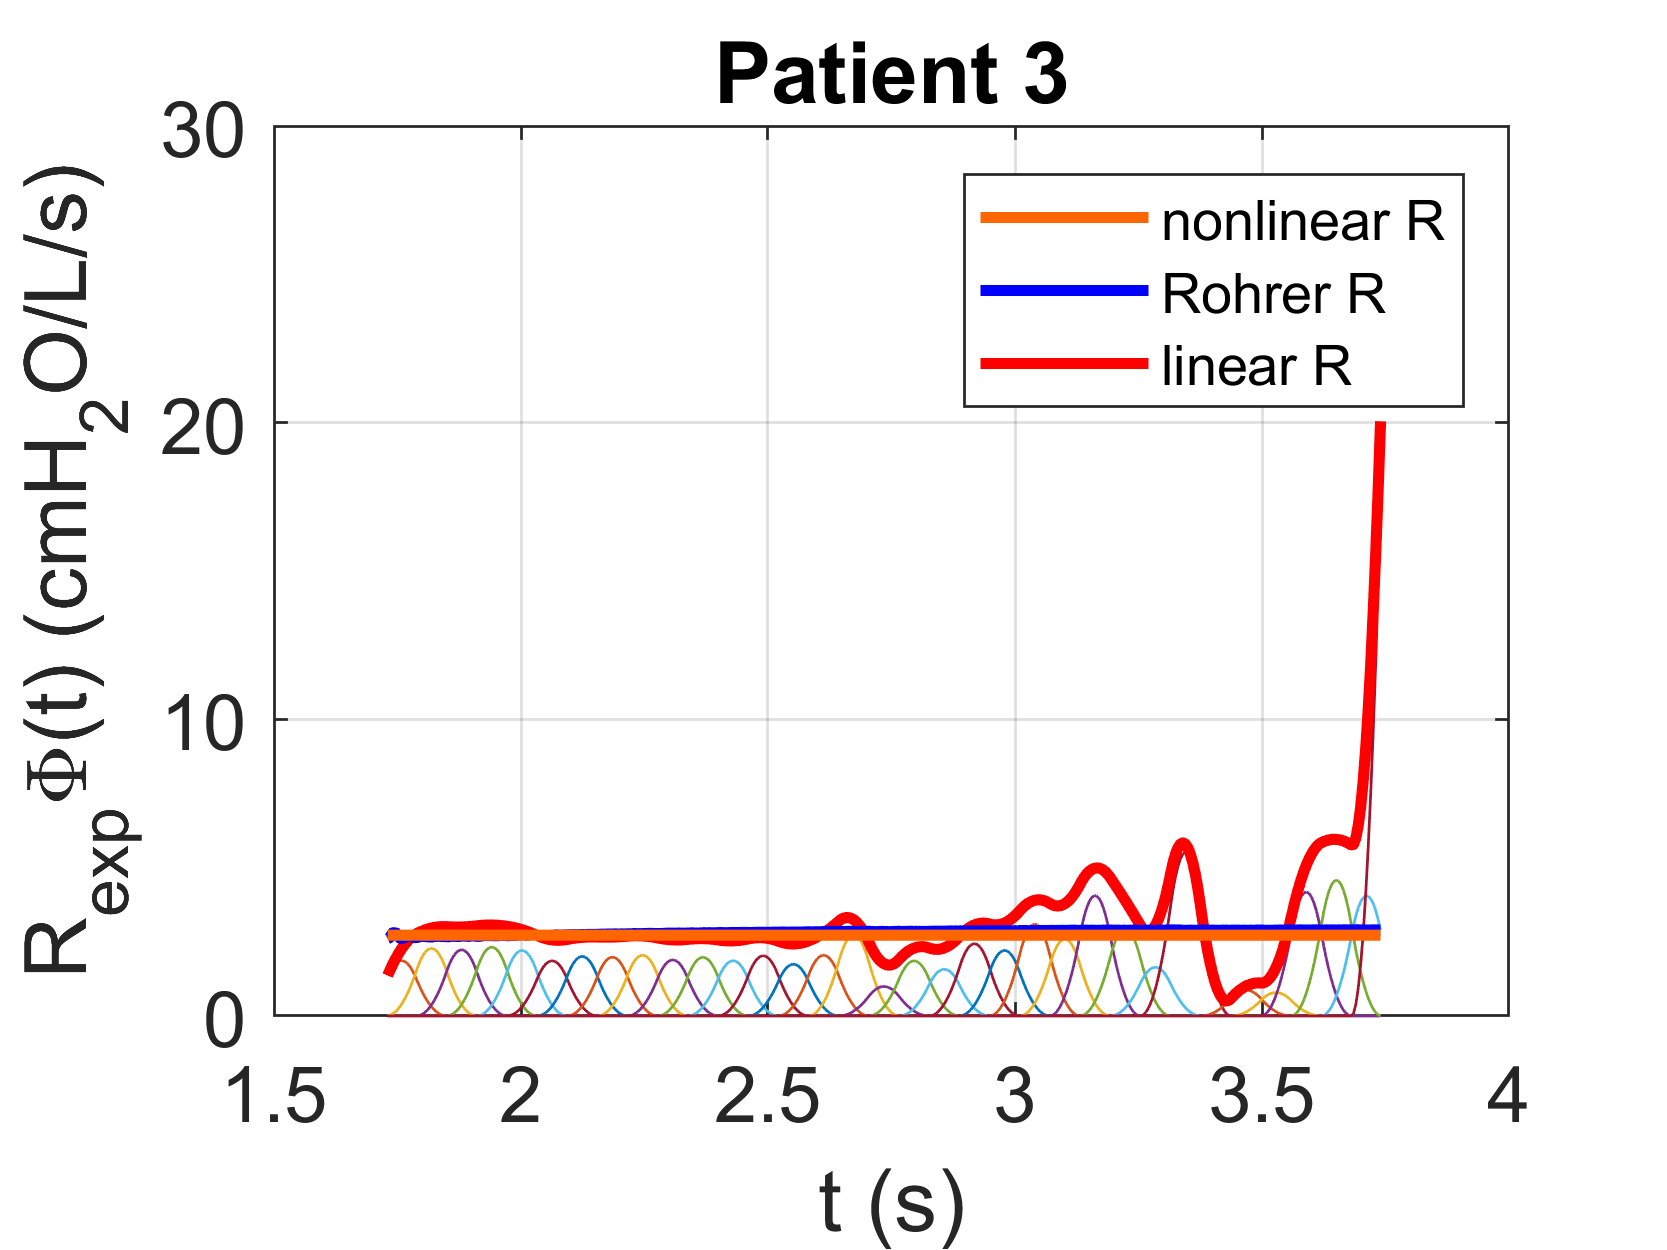 Patient 3
30
20
10
0
R_exp Φ(t) (cmH_2O/L/s)
nonlinear R
Rohrer R
linear R
1.5 2 2.5 3 3.5 4
t (s)